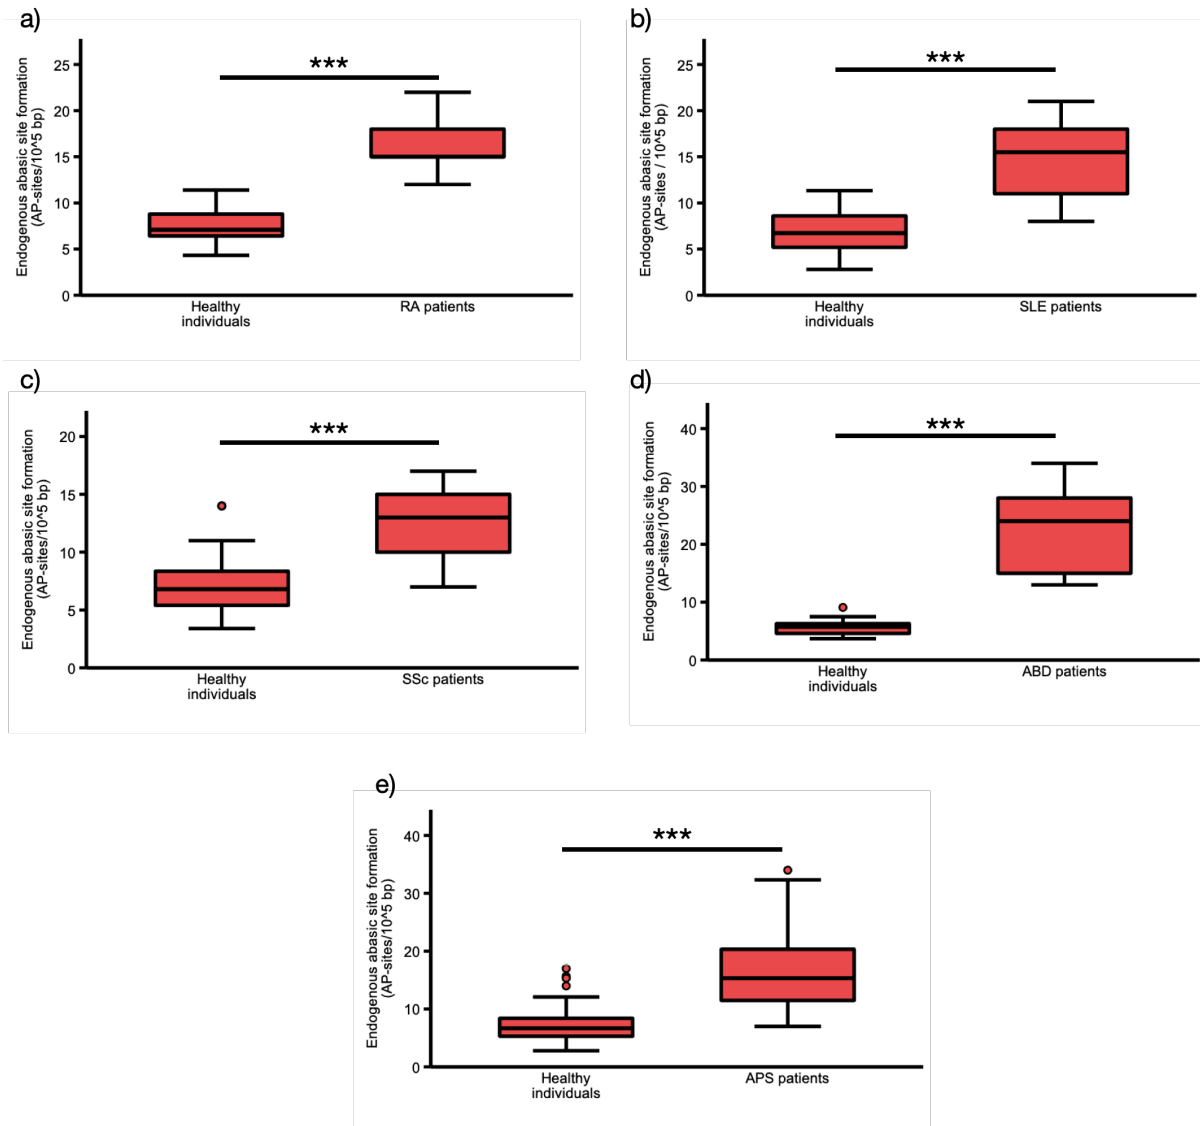 a)
Endogenous abasic site formation
(AP-sites/10^5 bp)
25
20
15
10
5
0
***
Healthy
individuals
RA patients
b)
Endogenous abasic site formation
(AP-sites / 10^5 bp)
25
20
15
10
5
0
***
Healthy
individuals
SLE patients
c)
Endogenous abasic site formation
(AP-sites/10^5 bp)
20
15
10
5
0
***
Healthy
individuals
SSc patients
d)
Endogenous abasic site formation
(AP-sites/10^5 bp)
40
30
20
10
0
***
Healthy
individuals
ABD patients
e)
Endogenous abasic site formation
(AP-sites/10^5 bp)
40
30
20
10
0
***
Healthy
individuals
APS patients